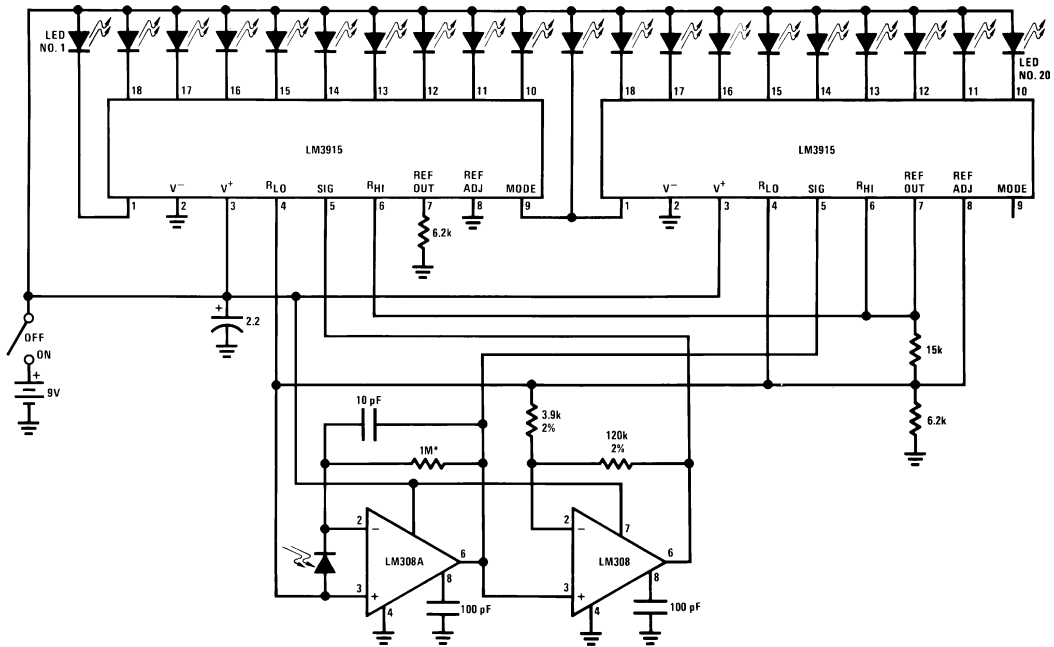 LED
NO. 1
LED
NO. 20
18 17 16 15 14 13 12 11 10
18 17 16 15 14 13 12 11 10
LM3915
LM3915
V− V+ RLO SIG RHI REF OUT REF ADJ MODE
V− V+ RLO SIG RHI REF OUT REF ADJ MODE
1 2 3 4 5 6 7 8 9
1 2 3 4 5 6 7 8 9
6.2k
+
2.2
OFF
ON
+
9V
15k
6.2k
10 pF
1M*
3.9k
2%
120k
2%
2
−
LM308A
6
3
+
8
4
100 pF
2
−
7
LM308
6
3
+
8
4
100 pF